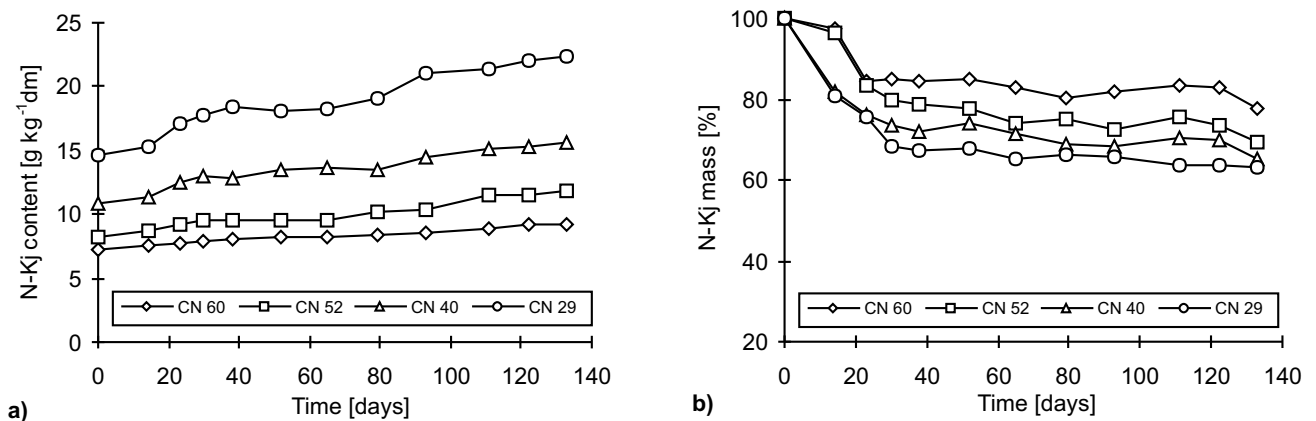 25
20
15
10
5
0
N-Kj content [g kg⁻¹dm]
CN 60 CN 52 CN 40 CN 29
0 20 40 60 80 100 120 140
Time [days]
a)
100
80
60
40
20
N-Kj mass [%]
CN 60 CN 52 CN 40 CN 29
0 20 40 60 80 100 120 140
Time [days]
b)